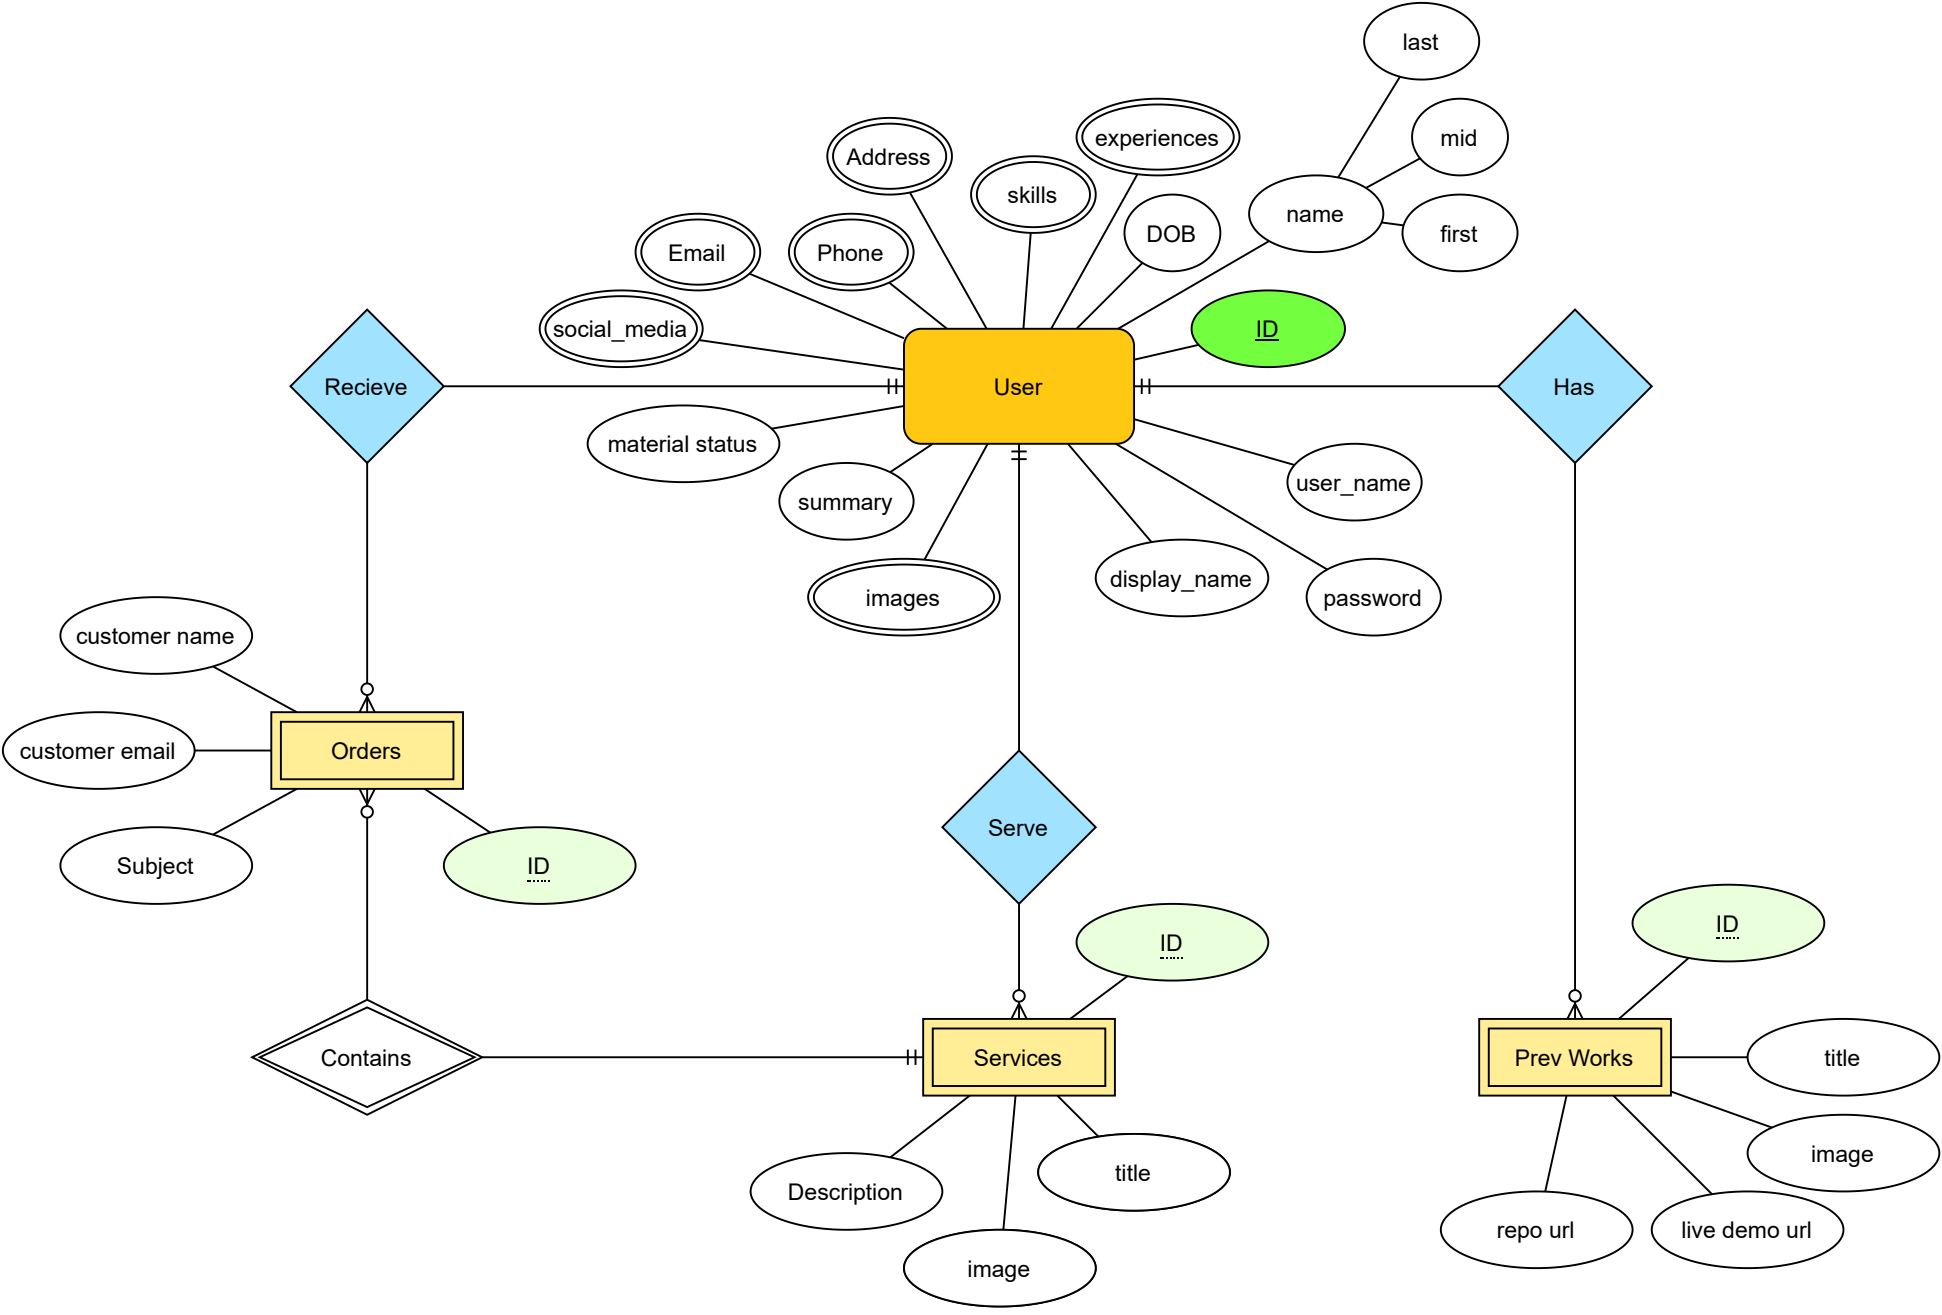 last
mid
experiences
Address
skills
name
first
DOB
Email
Phone
social_media
ID
Recieve
User
Has
material status
user_name
summary
display_name
images
password
customer name
customer email
Orders
Serve
Subject
ID
ID
ID
Contains
Services
Prev Works
title
image
title
Description
repo url
live demo url
image